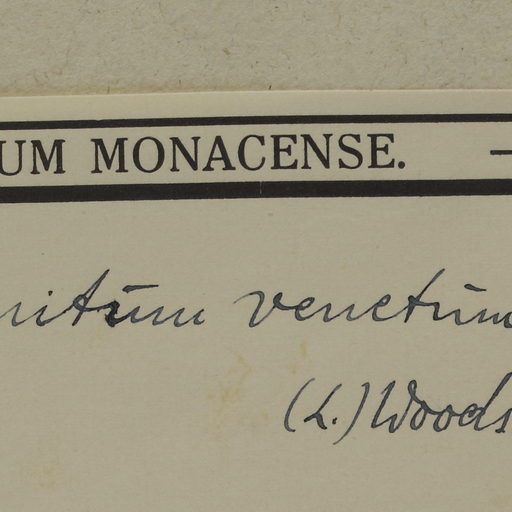 UM MONACENSE. —
nitum venetum
(L.) Woods